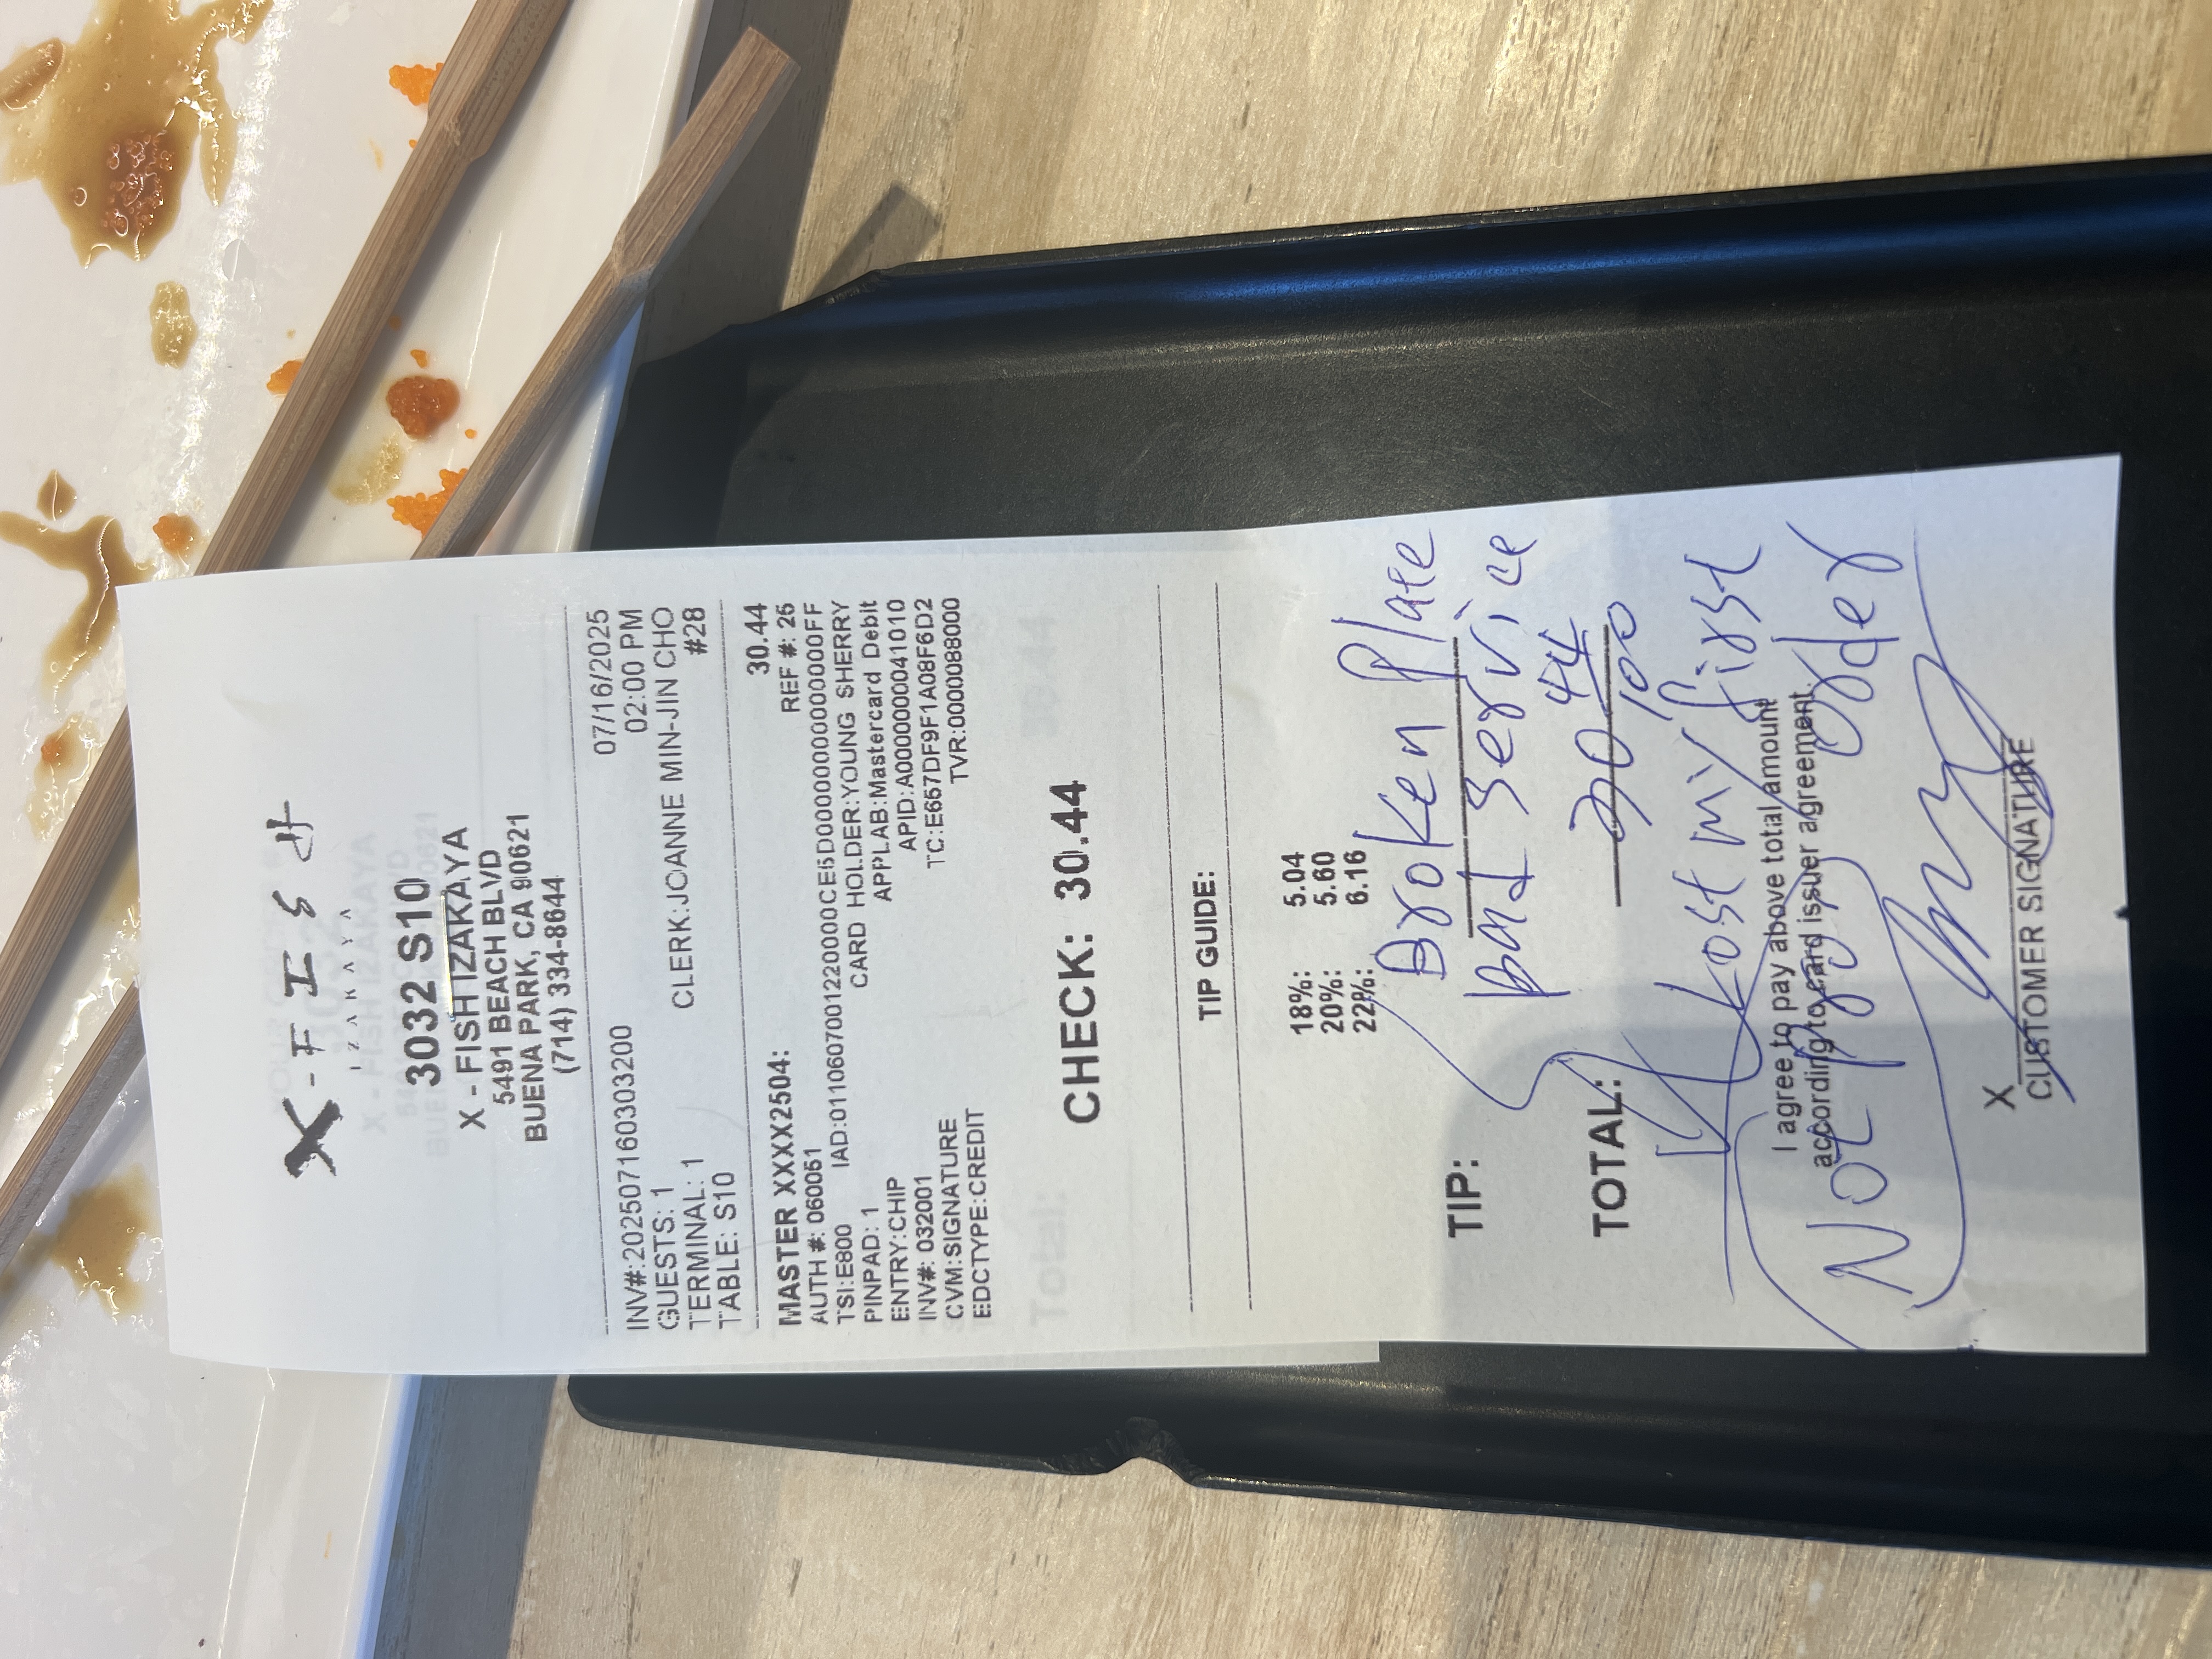 X - FISH
IZAKAYA
3032 S10
X - FISH IZAKAYA
5491 BEACH BLVD
BUENA PARK, CA 90621
(714) 334-8644
07/16/2025
INV#:20250716030320​0 02:00 PM
GUESTS: 1
TERMINAL: 1 CLERK:JOANNE MIN-JIN CHO
TABLE: S10 #28
MASTER XXXX2504: 30.44
AUTH #: 060051 REF #: 26
TSI:E800
PINPAD: 1 CARD HOLDER:YOUNG SHERRY
ENTRY:CHIP APPLAB:Mastercard Debit
INV#: 032001 APID:A0000000041010
CVM:SIGNATURE TC:E657DF9F1A08F6D2
EDCTYPE:CREDIT TVR:0000088000
CHECK: 30.44
TIP GUIDE:
18%: 5.04
20%: 5.60
22%: 6.16
Broken Plate
TIP: bad service
TOTAL: 30 44/100
Lost my first
order
I agree to pay above total amount
according to card issuer agreement.
X
CUSTOMER SIGNATURE